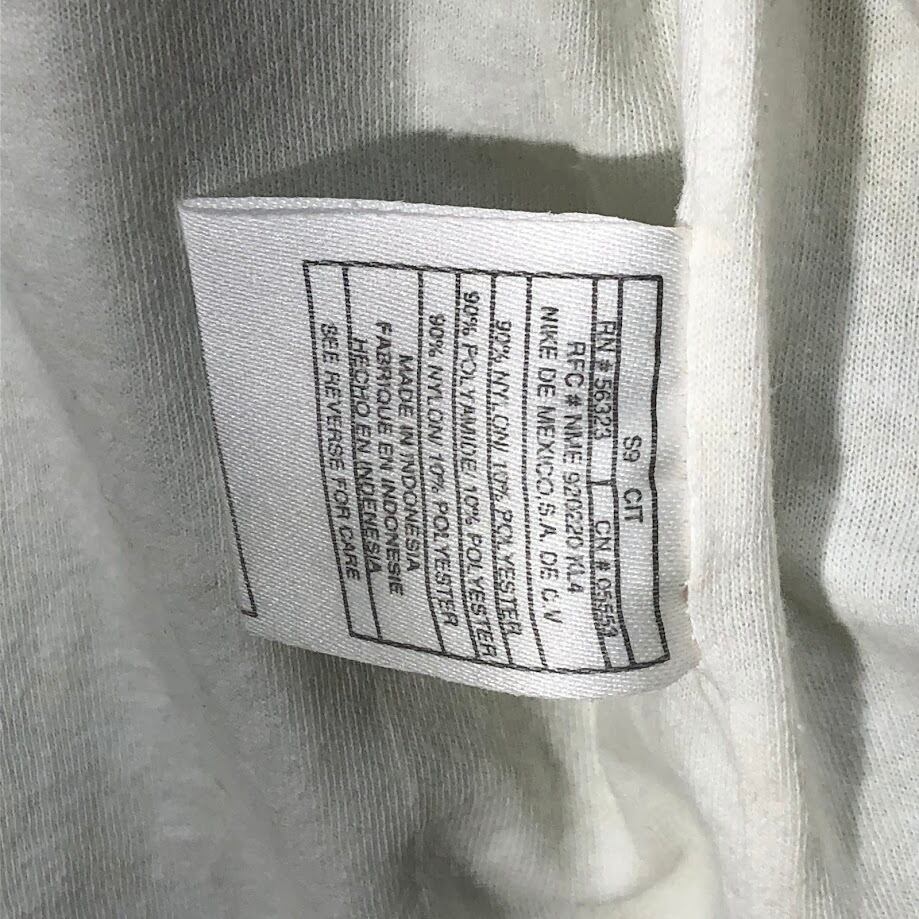 S9 CIT
RN # 56323 CN # 05553
RFC # NME 920220 KL4
NIKE DE MEXICO,S.A. DE C.V
90% NYLON/ 10% POLYESTER
90% POLYAMIDE 10% POLYESTER
90% NYLON 10% POLYESTER
MADE IN INDONESIA
FABRIQUE EN INDONESIE
HECHO EN INDENESIA
SEE REVERSE FOR CARE